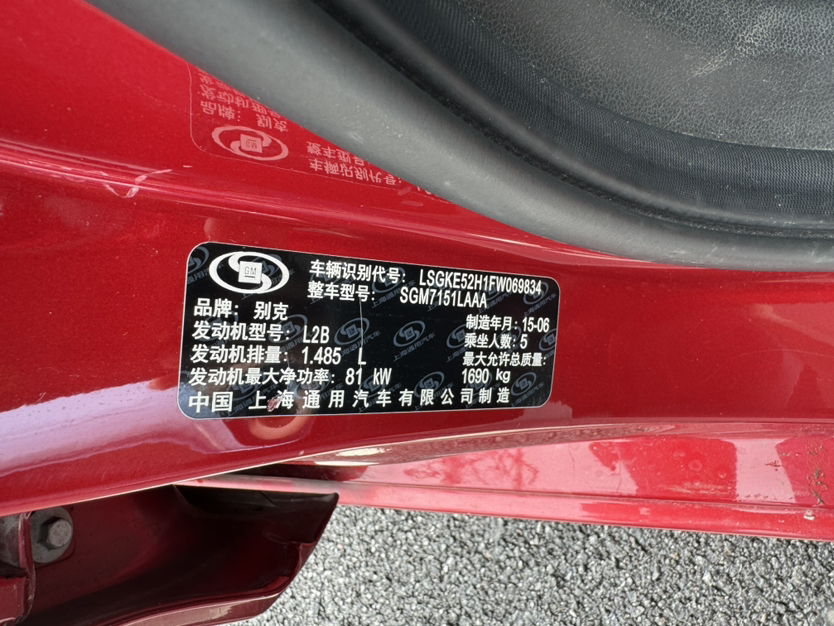 GM
车辆识别代号： LSGKE52H1FW069834
整车型号： SGM7151LAAA
品牌：别克
制造年月：15-06
发动机型号：L2B
乘坐人数：5
发动机排量：1.485 L
最大允许总质量：
发动机最大净功率：81 kW
1690 kg
中国 上海通用汽车有限公司制造